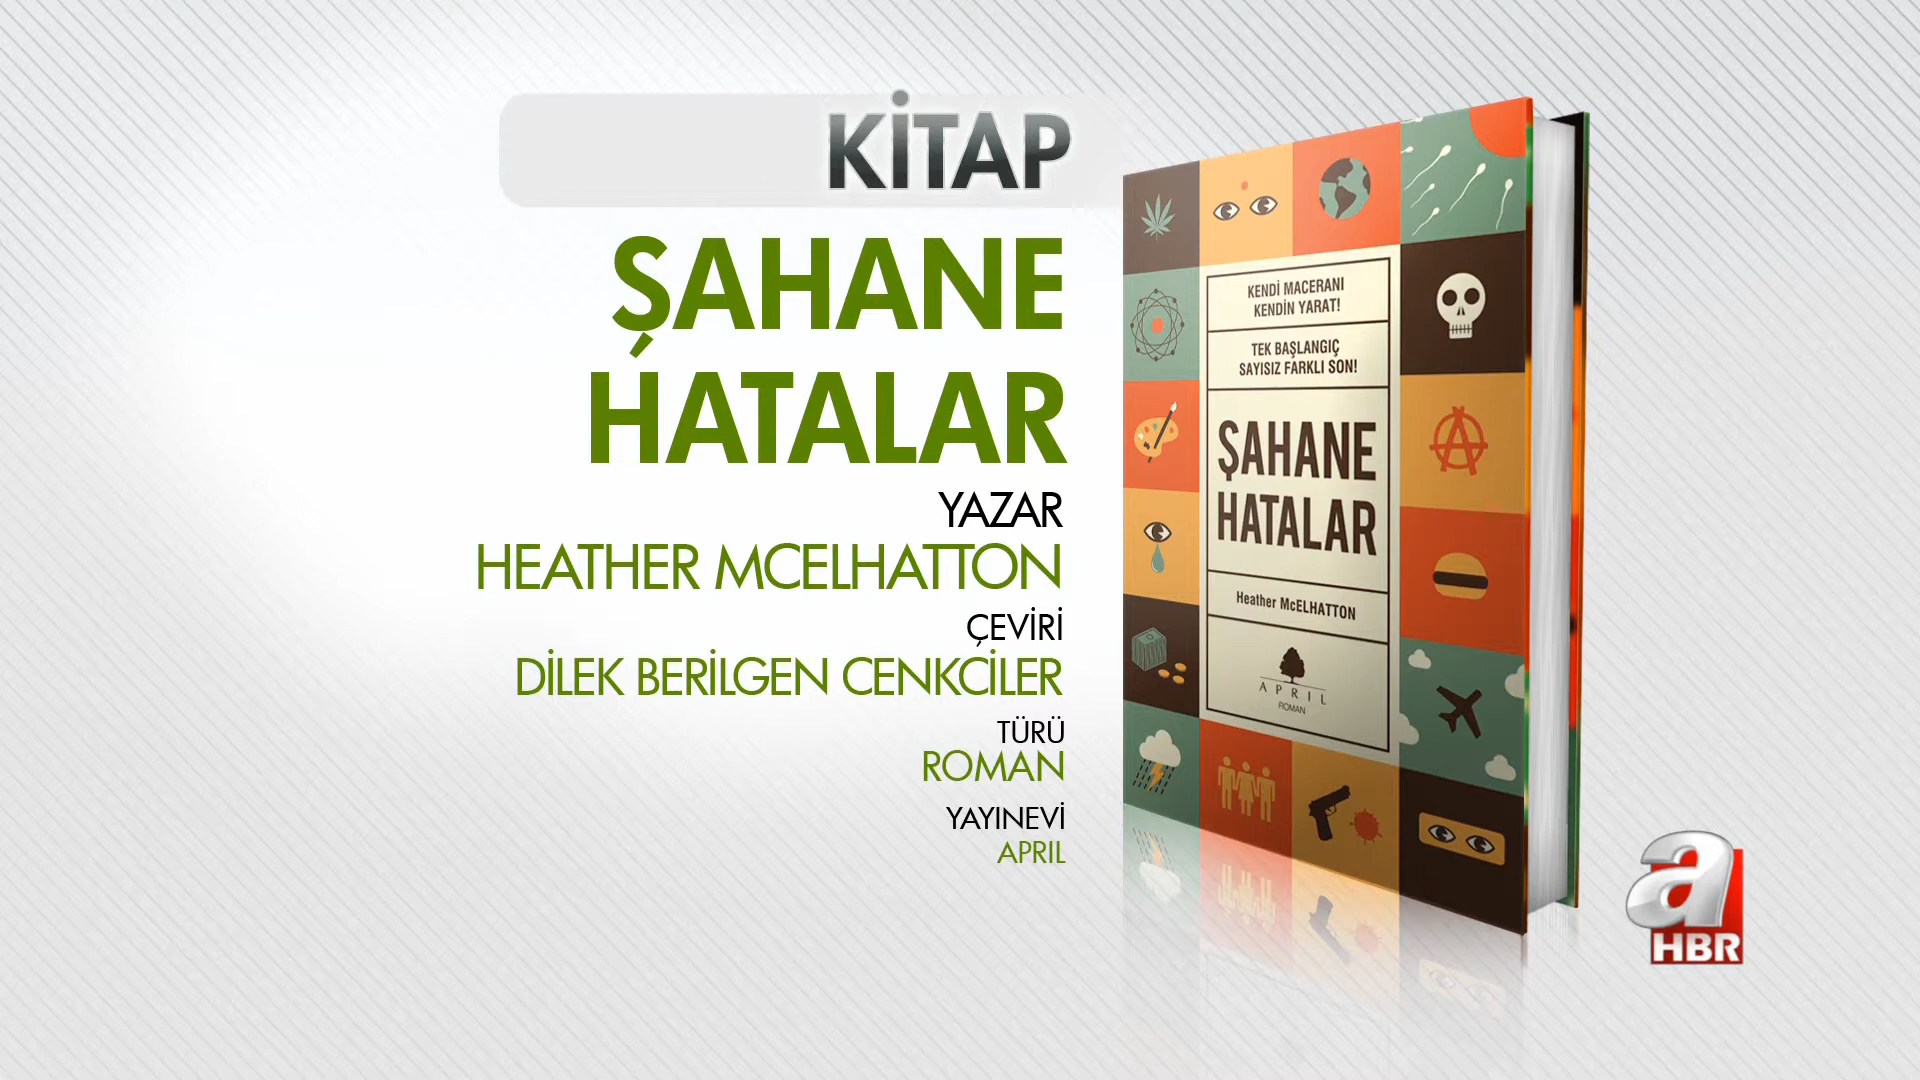 KİTAP
ŞAHANE
HATALAR
YAZAR
HEATHER MCELHATTON
ÇEVİRİ
DİLEK BERİLGEN CENKCİLER
TÜRÜ
ROMAN
YAYINEVİ
APRIL
KENDİ MACERANI
KENDİN YARAT!
TEK BAŞLANGIÇ
SAYISIZ FARKLI SON!
ŞAHANE
HATALAR
Heather McELHATTON
APRIL
ROMAN
a
HBR